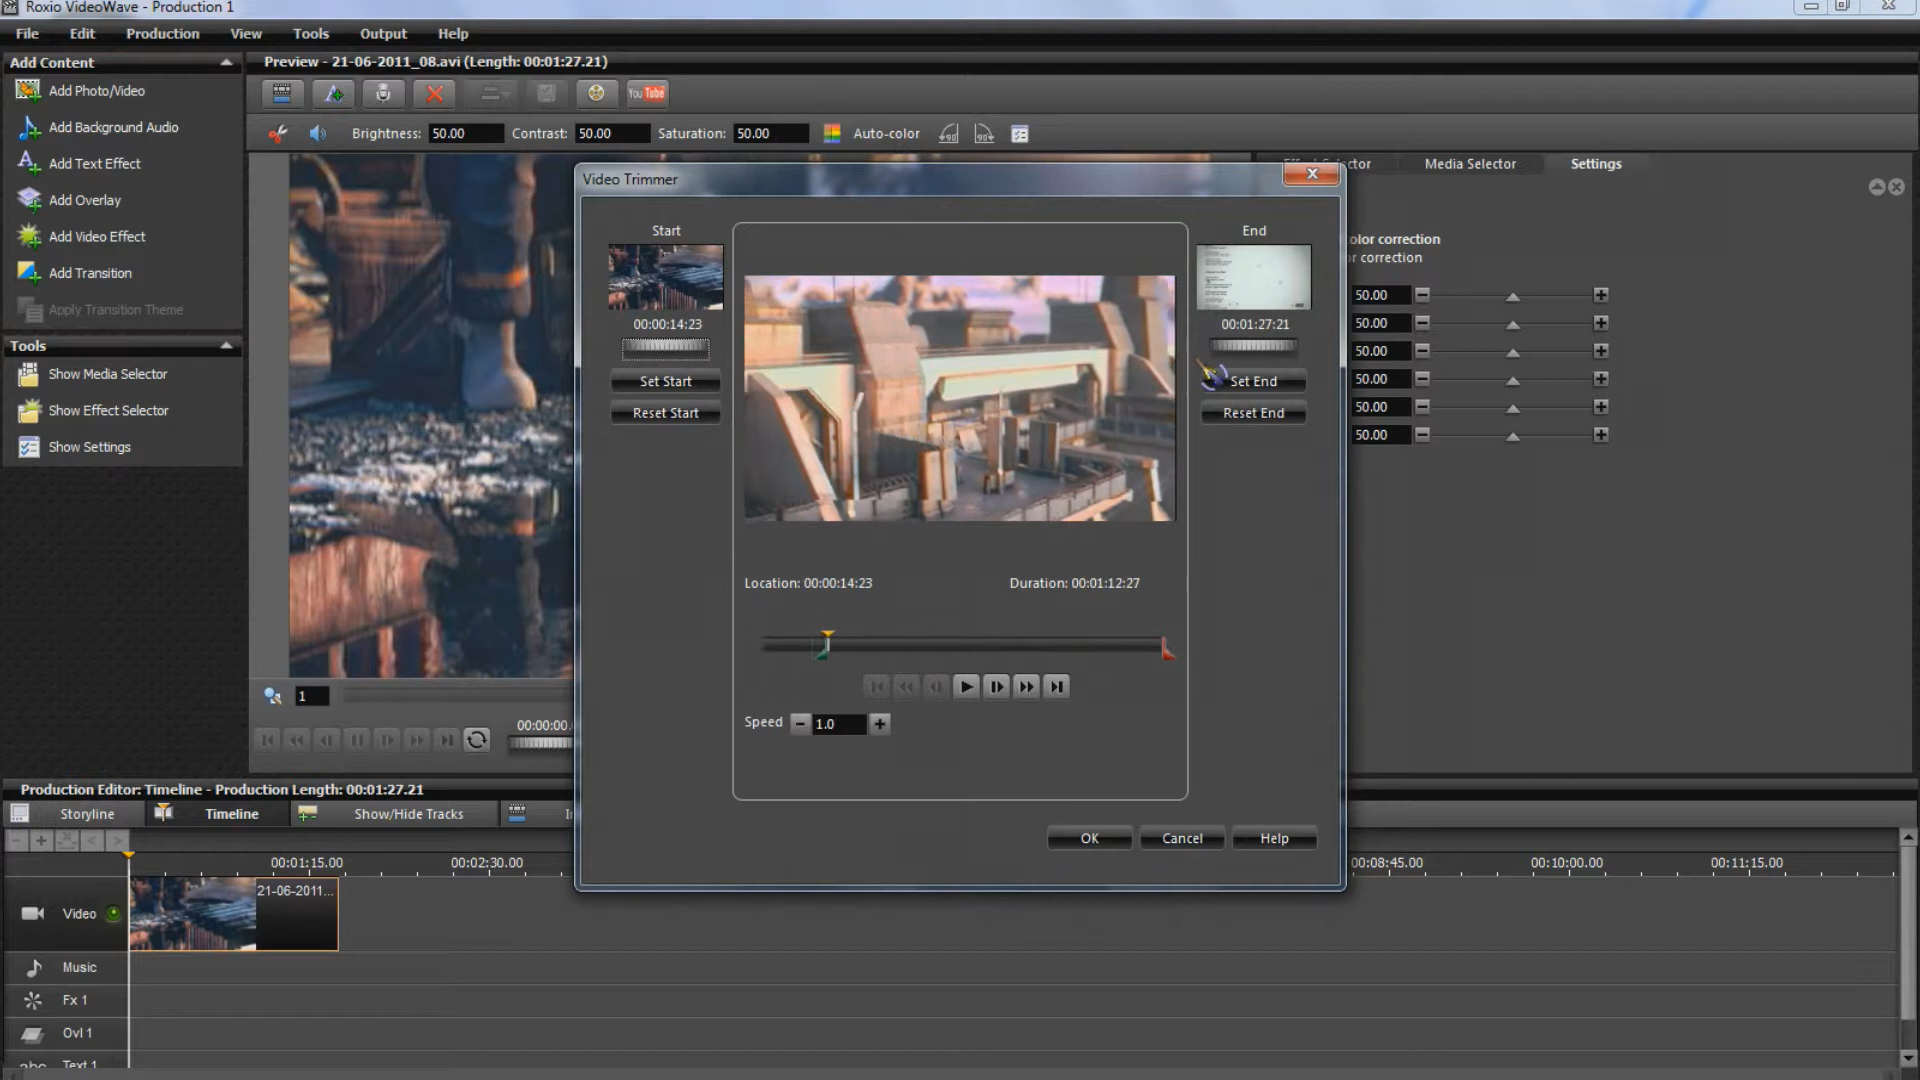 Roxio VideoWave - Production 1
File Edit Production View Tools Output Help
Add Content
Add Photo/Video
Add Background Audio
Add Text Effect
Add Overlay
Add Video Effect
Add Transition
Apply Transition Theme
Tools
Show Media Selector
Show Effect Selector
Show Settings
Preview - 21-06-2011_08.avi (Length: 00:01:27.21)
You Tube
Brightness: 50.00 Contrast: 50.00 Saturation: 50.00 Auto-color
Media Selector Settings
olor correction
or correction
50.00
50.00
50.00
50.00
50.00
50.00
Video Trimmer
Start
00:00:14:23
Set Start
Reset Start
End
00:01:27:21
Set End
Reset End
Location: 00:00:14:23 Duration: 00:01:12:27
Speed 1.0
OK Cancel Help
1
00:00:00.
Production Editor: Timeline - Production Length: 00:01:27.21
Storyline Timeline Show/Hide Tracks
00:01:15.00 00:02:30.00 00:08:45.00 00:10:00.00 00:11:15.00
21-06-2011...
Video
Music
Fx 1
Ovl 1
Text 1